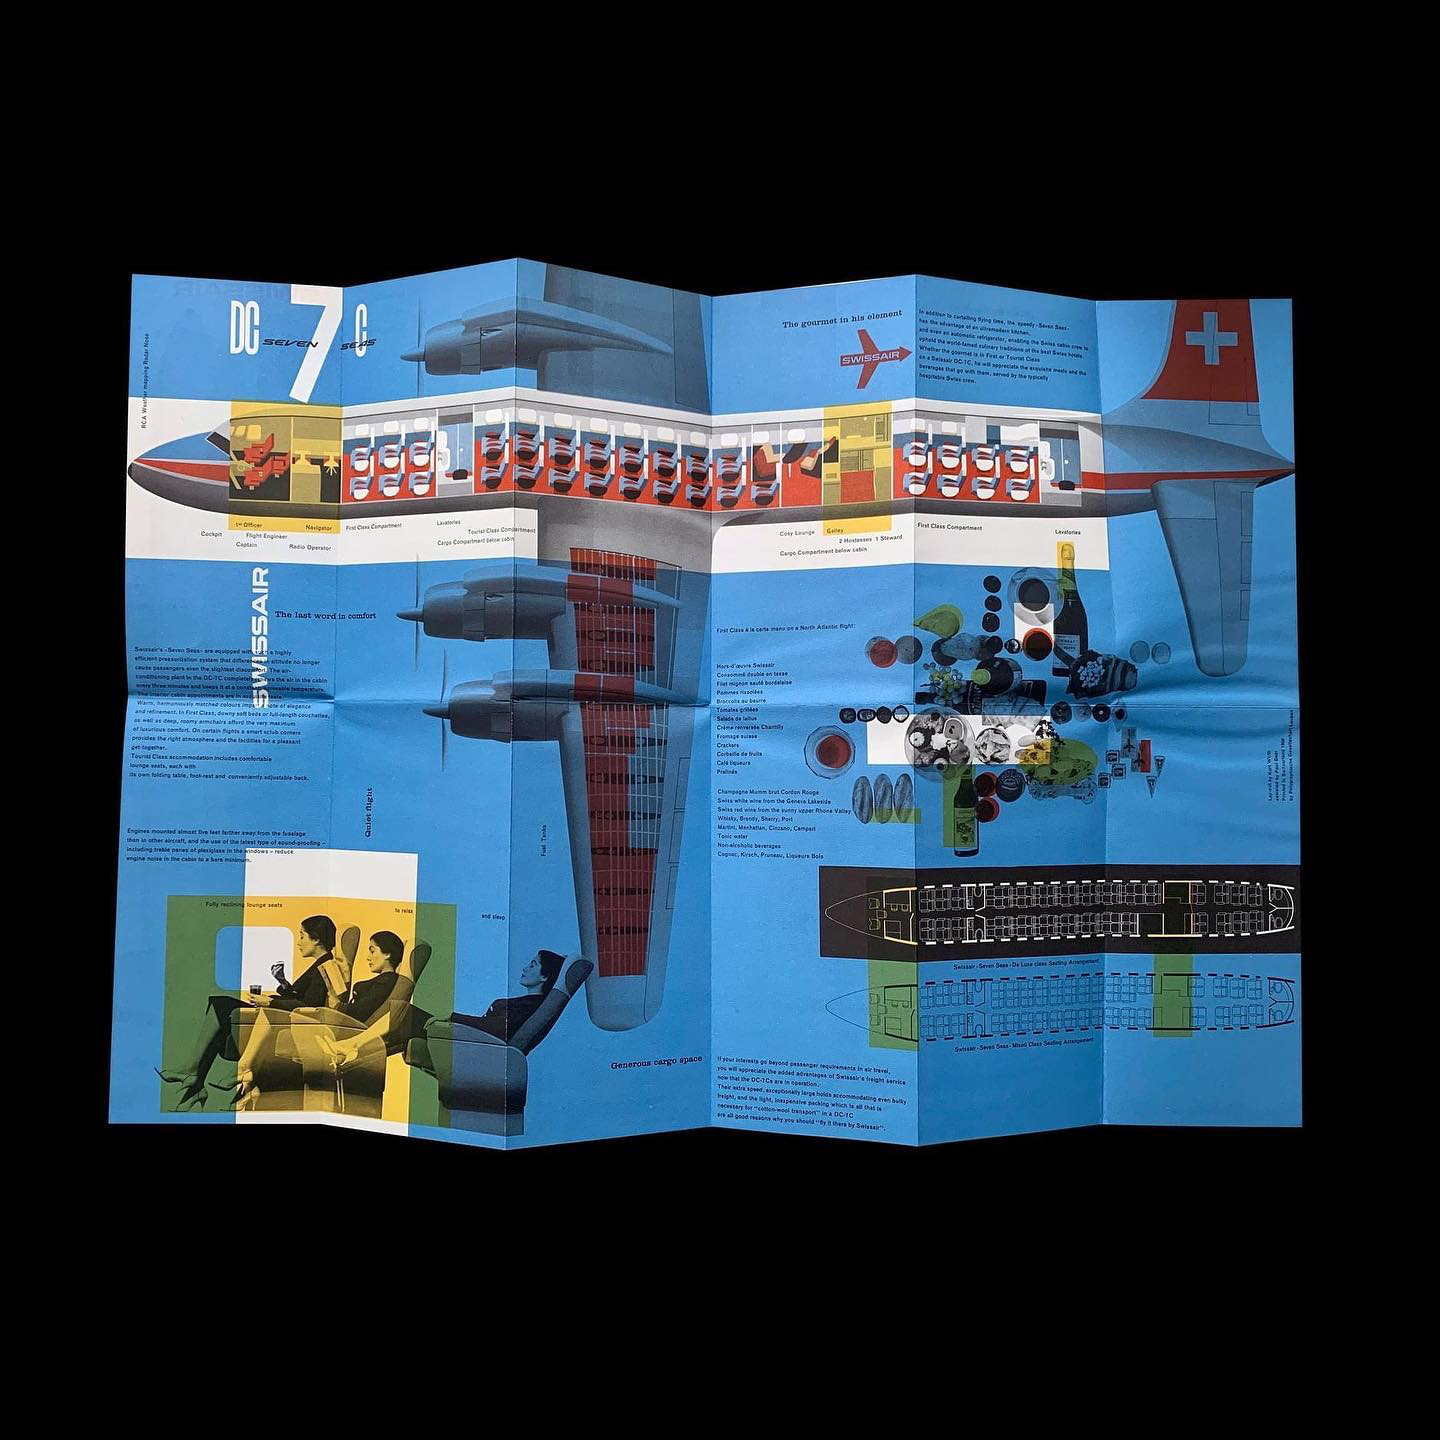 DC 7 C
SEVEN SEAS
RCA Weather mapping Radar Nose
The gourmet in his element
SWISSAIR
In addition to curtailing flying time, the speedy ‹Seven Seas›
has the advantage of an ultramodern kitchen,
and even an automatic refrigerator, enabling the Swiss cabin crew to
uphold the world-famed culinary traditions of the best Swiss hotels.
Whether the gourmet is in First or Tourist Class
on a Swissair DC-7C, he will appreciate the exquisite meals and the
beverages that go with them, served by the typically
hospitable Swiss crew.
Cockpit
1st Officer
Navigator
Flight Engineer
Captain
Radio Operator
First Class Compartment
Lavatories
Tourist Class Compartment
Cargo Compartment below cabin
Cosy Lounge
Galley
2 Hostesses 1 Steward
Cargo Compartment below cabin
First Class Compartment
Lavatories
SWISSAIR
The last word in comfort
Swissair's ‹Seven Seas› are equipped with a highly
efficient pressurization system that differences in altitude no longer
cause passengers even the slightest discomfort. The air-
conditioning plant in the DC-7C completely the air in the cabin
every three minutes and keeps it at a constant temperature.
The interior cabin appointments are in
Warm, harmoniously matched colours note of elegance
and refinement. In First Class, downy soft beds or full-length couchettes,
as well as deep, roomy armchairs afford the very maximum
of luxurious comfort. On certain flights a smart «club corner»
provides the right atmosphere and the facilities for a pleasant
get-together.
Tourist Class accommodation includes comfortable
lounge seats, each with
its own folding table, foot-rest and conveniently adjustable back.
Quiet flight
Engines mounted almost five feet farther away from the fuselage
than in other aircraft, and the use of the latest type of sound-proofing –
including treble panes of plexiglass in the windows – reduce
engine noise in the cabin to a bare minimum.
Fully reclining lounge seats
to relax
and sleep
Fuel Tanks
Generous cargo space
First Class à la carte menu on a North Atlantic flight:
Hors-d'œuvre Swissair
Consommé double en tasse
Filet mignon sauté bordelaise
Pommes rissolées
Broccolis au beurre
Tomates grillées
Salade de laitue
Crème renversée Chantilly
Fromage suisse
Crackers
Corbeille de fruits
Café liqueurs
Pralinés
Champagne Mumm brut Cordon Rouge
Swiss white wine from the Geneva Lakeside
Swiss red wine from the sunny upper Rhone Valley
Whisky, Brandy, Sherry, Port
Martini, Manhattan, Cinzano, Campari
Tonic water
Non-alcoholic beverages
Cognac, Kirsch, Pruneau, Liqueurs Bols
Swissair ‹Seven Seas› De Luxe class Seating Arrangement
Swissair ‹Seven Seas› Mixed Class Seating Arrangement
If your interests go beyond passenger requirements in air travel,
you will appreciate the added advantages of Swissair's freight service
now that the DC-7Cs are in operation.
Their extra speed, exceptionally large holds accommodating even bulky
freight, and the light, inexpensive packing which is all that is
necessary for "cotton-wool transport" in a DC-7C
are all good reasons why you should "fly it there by Swissair".
Lay-out by Kurt Wirth
Printed in Switzerland